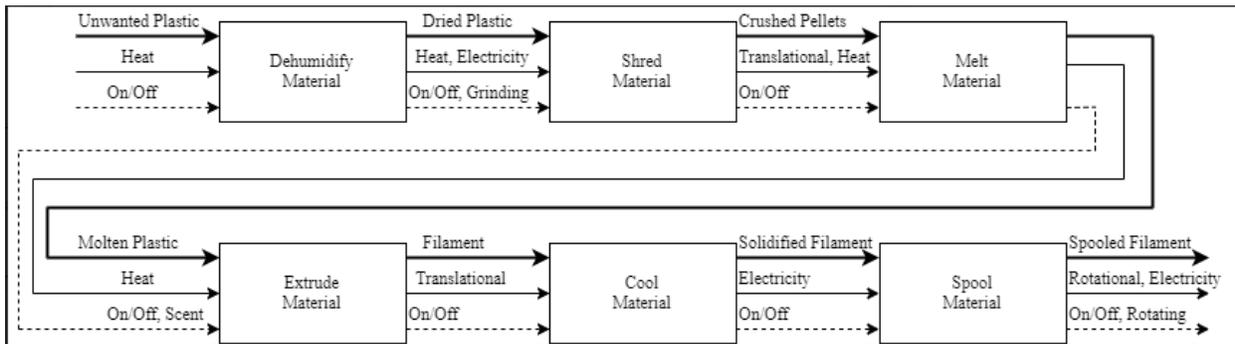 Unwanted Plastic
Heat
On/Off
Dehumidify
Material
Dried Plastic
Heat, Electricity
On/Off, Grinding
Shred
Material
Crushed Pellets
Translational, Heat
On/Off
Melt
Material
Molten Plastic
Heat
On/Off, Scent
Extrude
Material
Filament
Translational
On/Off
Cool
Material
Solidified Filament
Electricity
On/Off
Spool
Material
Spooled Filament
Rotational, Electricity
On/Off, Rotating